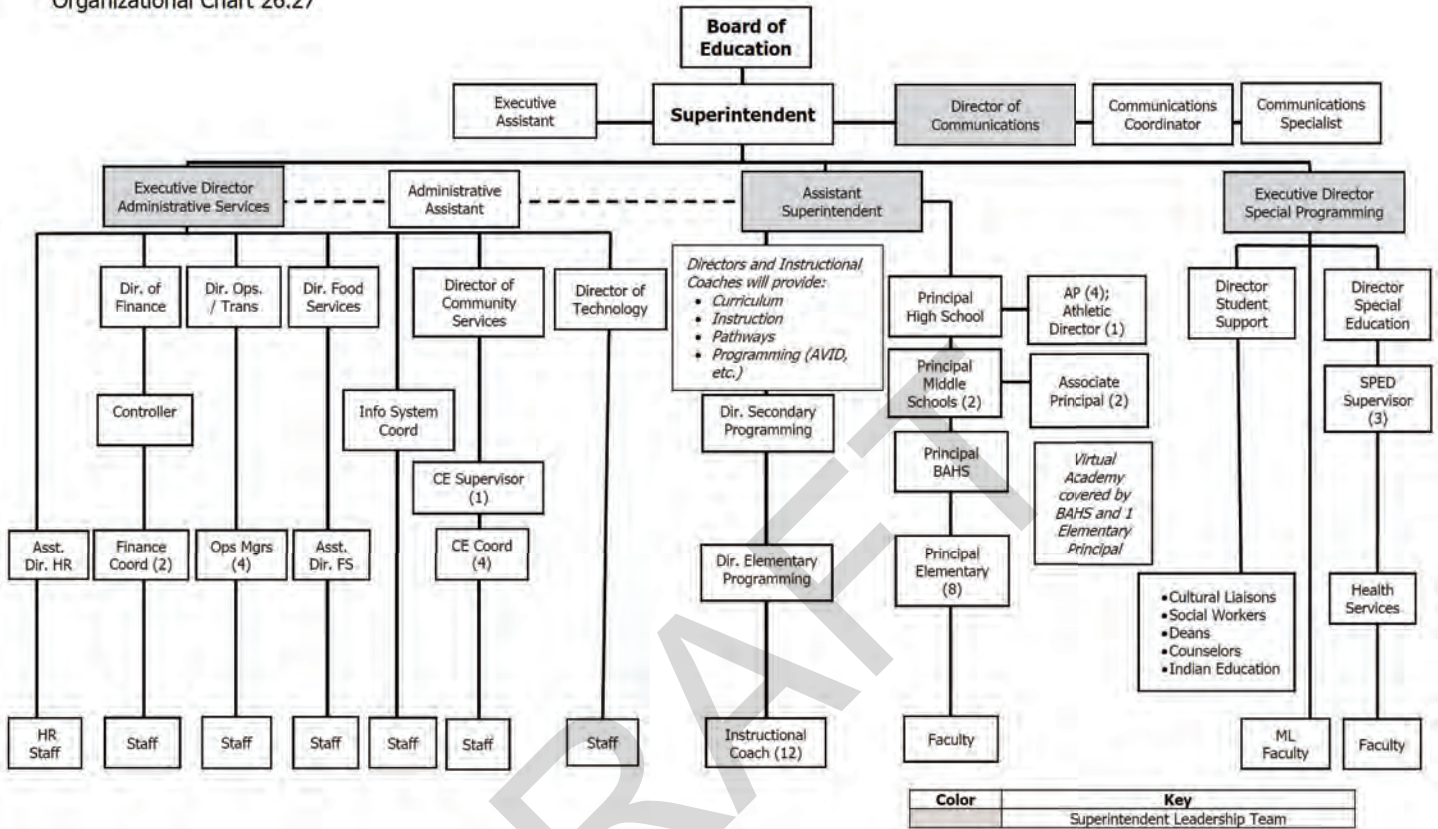 Organizational Chart 26.27
Board of
Education
Executive
Assistant
Superintendent
Director of
Communications
Communications
Coordinator
Communications
Specialist
Executive Director
Administrative Services
Administrative
Assistant
Assistant
Superintendent
Executive Director
Special Programming
Dir. of
Finance
Dir. Ops.
/ Trans
Dir. Food
Services
Director of
Community
Services
Director of
Technology
Directors and Instructional
Coaches will provide:
• Curriculum
• Instruction
• Pathways
• Programming (AVID,
etc.)
Principal
High School
AP (4);
Athletic
Director (1)
Director
Student
Support
Director
Special
Education
Controller
Info System
Coord
Dir. Secondary
Programming
Principal
Middle
Schools (2)
Associate
Principal (2)
SPED
Supervisor
(3)
CE Supervisor
(1)
Principal
BAHS
Virtual
Academy
covered by
BAHS and 1
Elementary
Principal
Asst.
Dir. HR
Finance
Coord (2)
Ops Mgrs
(4)
Asst.
Dir. FS
CE Coord
(4)
Dir. Elementary
Programming
Principal
Elementary
(8)
•Cultural Liaisons
•Social Workers
•Deans
•Counselors
•Indian Education
Health
Services
HR
Staff
Staff
Staff
Staff
Staff
Staff
Staff
Instructional
Coach (12)
Faculty
ML
Faculty
Faculty
Color Key
Superintendent Leadership Team
DRAFT